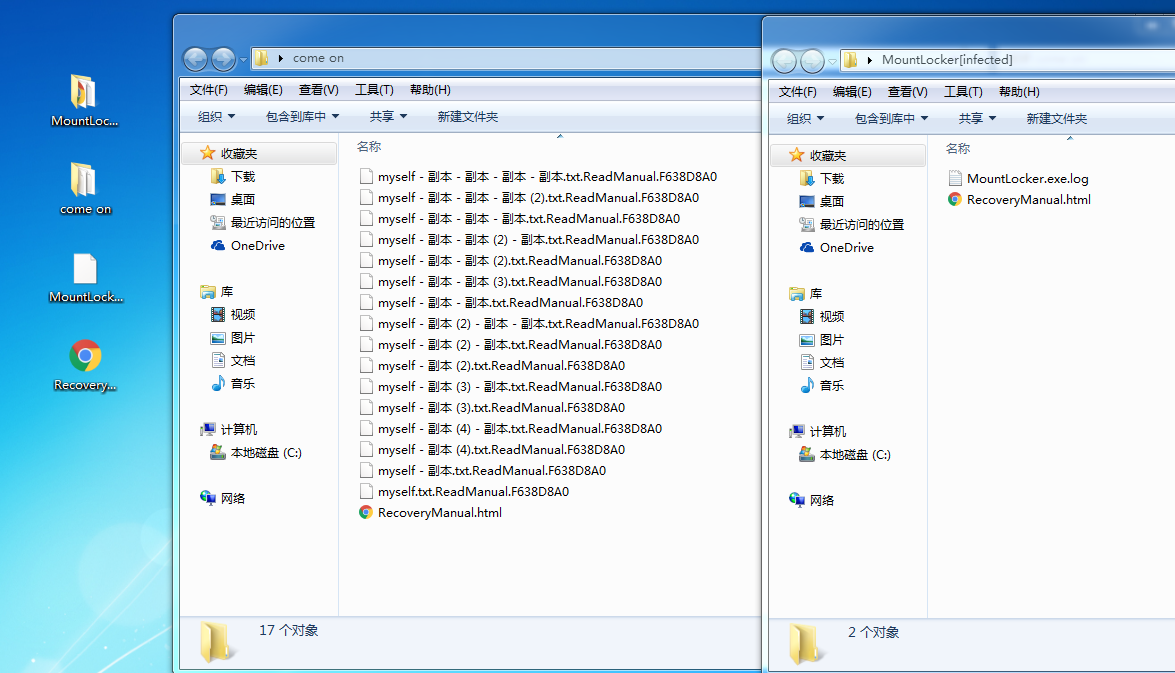 MountLoc...
come on
MountLock...
Recovery...
come on
文件(F) 编辑(E) 查看(V) 工具(T) 帮助(H)
组织 包含到库中 共享 新建文件夹
收藏夹
下载
桌面
最近访问的位置
OneDrive
库
视频
图片
文档
音乐
计算机
本地磁盘 (C:)
网络
名称
myself - 副本 - 副本 - 副本 - 副本.txt.ReadManual.F638D8A0
myself - 副本 - 副本 - 副本 (2).txt.ReadManual.F638D8A0
myself - 副本 - 副本 - 副本.txt.ReadManual.F638D8A0
myself - 副本 - 副本 (2) - 副本.txt.ReadManual.F638D8A0
myself - 副本 - 副本 (2).txt.ReadManual.F638D8A0
myself - 副本 - 副本 (3).txt.ReadManual.F638D8A0
myself - 副本 - 副本.txt.ReadManual.F638D8A0
myself - 副本 (2) - 副本 - 副本.txt.ReadManual.F638D8A0
myself - 副本 (2) - 副本.txt.ReadManual.F638D8A0
myself - 副本 (2).txt.ReadManual.F638D8A0
myself - 副本 (3) - 副本.txt.ReadManual.F638D8A0
myself - 副本 (3).txt.ReadManual.F638D8A0
myself - 副本 (4) - 副本.txt.ReadManual.F638D8A0
myself - 副本 (4).txt.ReadManual.F638D8A0
myself - 副本.txt.ReadManual.F638D8A0
myself.txt.ReadManual.F638D8A0
RecoveryManual.html
17 个对象
MountLocker[infected]
文件(F) 编辑(E) 查看(V) 工具(T) 帮助(H)
组织 包含到库中 共享 新建文件夹
收藏夹
下载
桌面
最近访问的位置
OneDrive
库
视频
图片
文档
音乐
计算机
本地磁盘 (C:)
网络
名称
MountLocker.exe.log
RecoveryManual.html
2 个对象